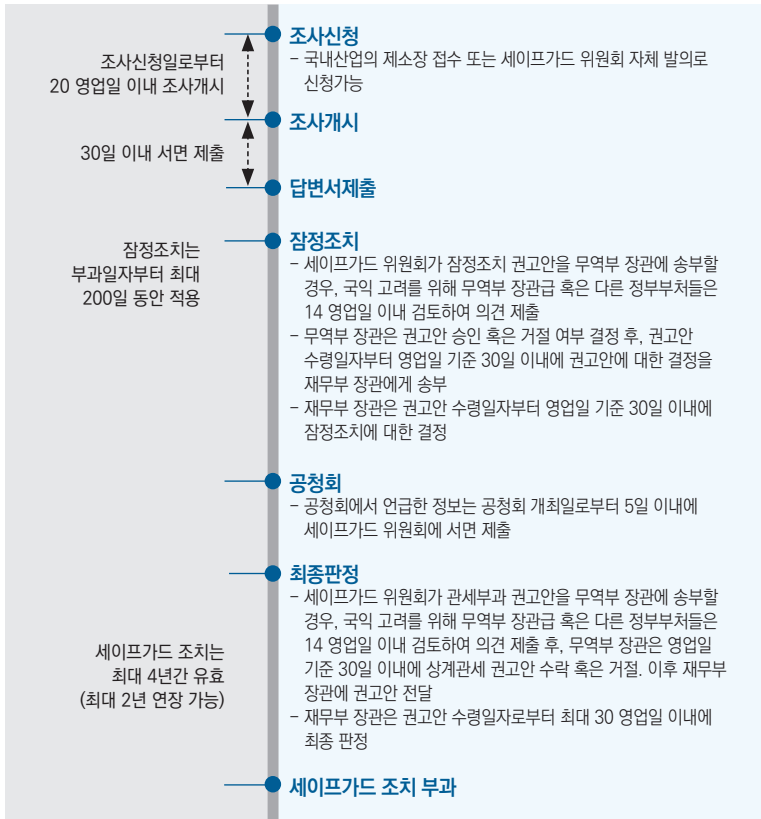 조사신청
- 국내산업의 제소장 접수 또는 세이프가드 위원회 자체 발의로
신청가능
조사신청일로부터
20 영업일 이내 조사개시
조사개시
30일 이내 서면 제출
답변서제출
잠정조치
잠정조치는
부과일자부터 최대
200일 동안 적용
- 세이프가드 위원회가 잠정조치 권고안을 무역부 장관에 송부할
경우, 국익 고려를 위해 무역부 장관급 혹은 다른 정부부처들은
14 영업일 이내 검토하여 의견 제출
- 무역부 장관은 권고안 승인 혹은 거절 여부 결정 후, 권고안
수령일자부터 영업일 기준 30일 이내에 권고안에 대한 결정을
재무부 장관에게 송부
- 재무부 장관은 권고안 수령일자부터 영업일 기준 30일 이내에
잠정조치에 대한 결정
공청회
- 공청회에서 언급한 정보는 공청회 개최일로부터 5일 이내에
세이프가드 위원회에 서면 제출
최종판정
- 세이프가드 위원회가 관세부과 권고안을 무역부 장관에 송부할
경우, 국익 고려를 위해 무역부 장관급 혹은 다른 정부부처들은
14 영업일 이내 검토하여 의견 제출 후, 무역부 장관은 영업일
기준 30일 이내에 상계관세 권고안 수락 혹은 거절. 이후 재무부
장관에 권고안 전달
- 재무부 장관은 권고안 수령일자로부터 최대 30 영업일 이내에
최종 판정
세이프가드 조치는
최대 4년간 유효
(최대 2년 연장 가능)
세이프가드 조치 부과